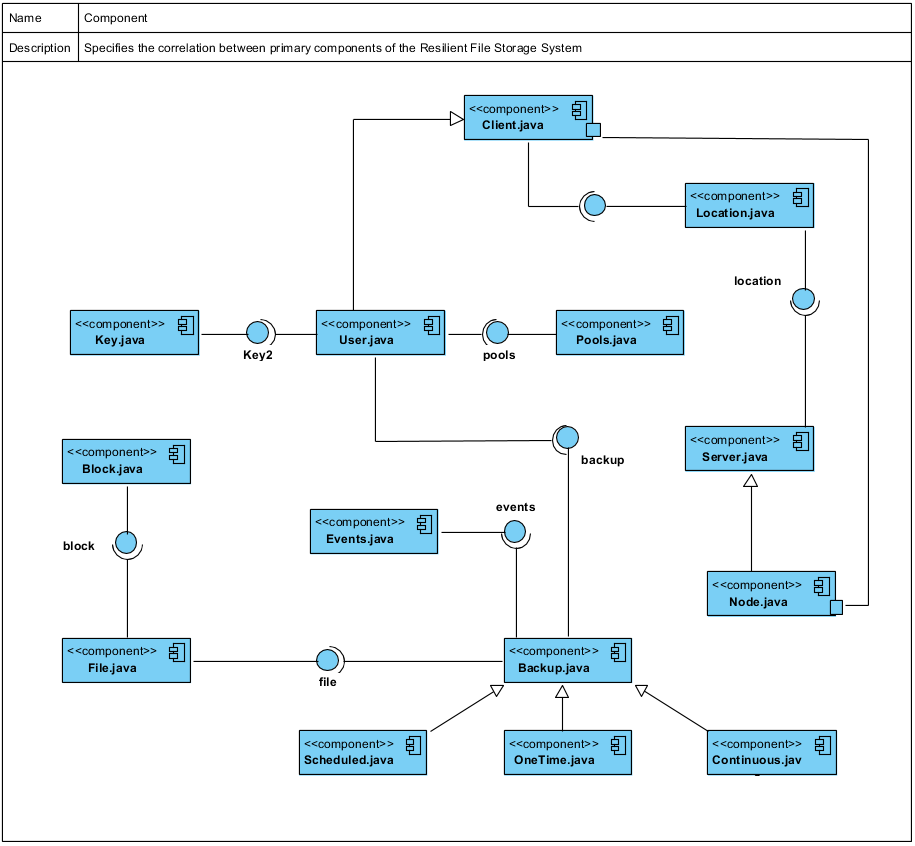 Name
Component
Description
Specifies the correlation between primary components of the Resilient File Storage System
<<component>>
Client.java
<<component>>
Location.java
location
<<component>>
Key.java
Key2
<<component>>
User.java
pools
<<component>>
Pools.java
<<component>>
Block.java
backup
<<component>>
Server.java
events
<<component>>
Events.java
block
<<component>>
Node.java
<<component>>
File.java
file
<<component>>
Backup.java
<<component>>
Scheduled.java
<<component>>
OneTime.java
<<component>>
Continuous.jav